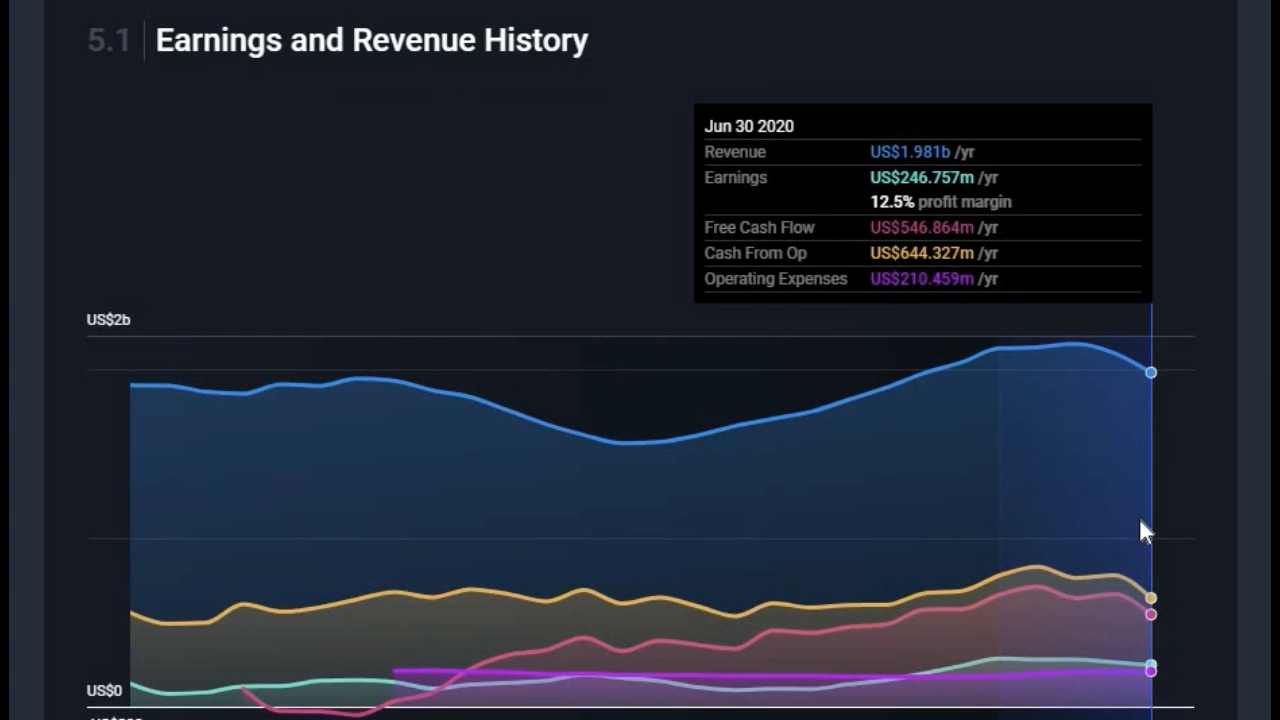 5.1 Earnings and Revenue History
Jun 30 2020
Revenue US$1.981b /yr
Earnings US$246.757m /yr
12.5% profit margin
Free Cash Flow US$546.864m /yr
Cash From Op US$644.327m /yr
Operating Expenses US$210.459m /yr
US$2b
US$0